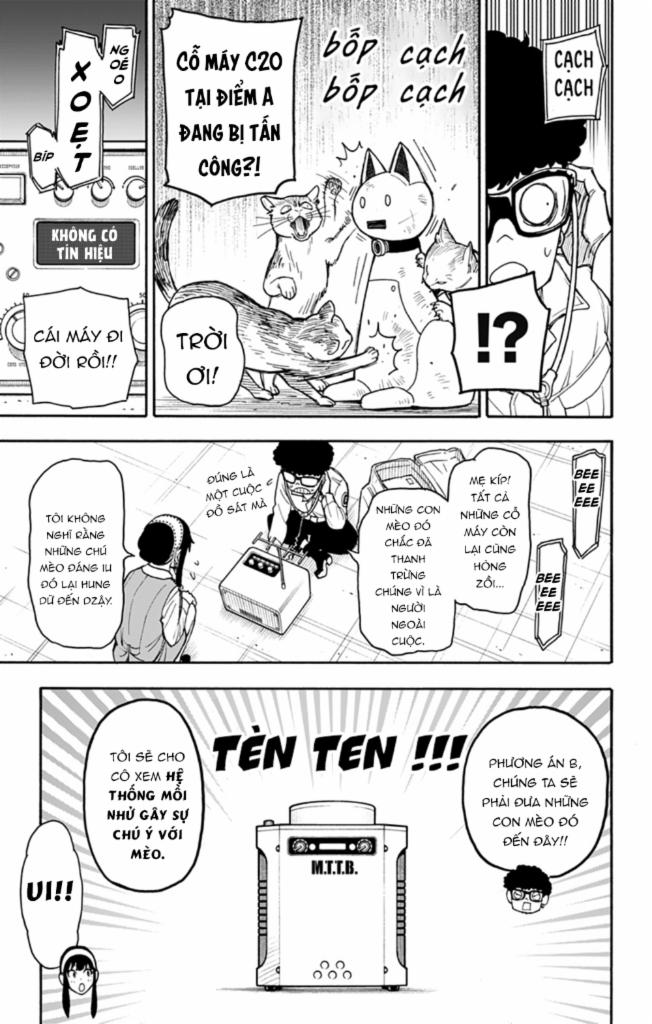 CẠCH
CẠCH
!?
bốp cạch
bốp cạch
CỖ MÁY C20
TẠI ĐIỂM A
ĐANG BỊ TẤN
CÔNG?!
TRỜI
ƠI!
NGOÉO
XOẸT
BÍP
KHÔNG CÓ
TÍN HIỆU
CÁI MÁY ĐI
ĐỜI RỒI!!
BEE
EE
EEE
BEE
EE
EEE
MẸ KÍP!
TẤT CẢ
NHỮNG CỖ
MÁY CÒN
LẠI CŨNG
HỎNG
ZỒI...
NHỮNG CON
MÈO ĐÓ
CHẮC ĐÃ
THANH
TRỪNG
CHÚNG VÌ LÀ
NGƯỜI
NGOÀI
CUỘC.
ĐÚNG LÀ
MỘT CUỘC
ĐỒ SÁT MÀ
TÔI KHÔNG
NGHĨ RẰNG
NHỮNG CHÚ
MÈO ĐÁNG IU
ĐÓ LẠI HUNG
DỮ ĐẾN DZẬY.
PHƯƠNG ÁN B,
CHÚNG TA SẼ
PHẢI ĐƯA NHỮNG
CON MÈO ĐÓ
ĐẾN ĐÂY!!
TÈN TEN !!!
TÔI SẼ CHO
CÔ XEM HỆ
THỐNG MỒI
NHỬ GÂY SỰ
CHÚ Ý VỚI
MÈO.
M.T.T.B.
UI!!